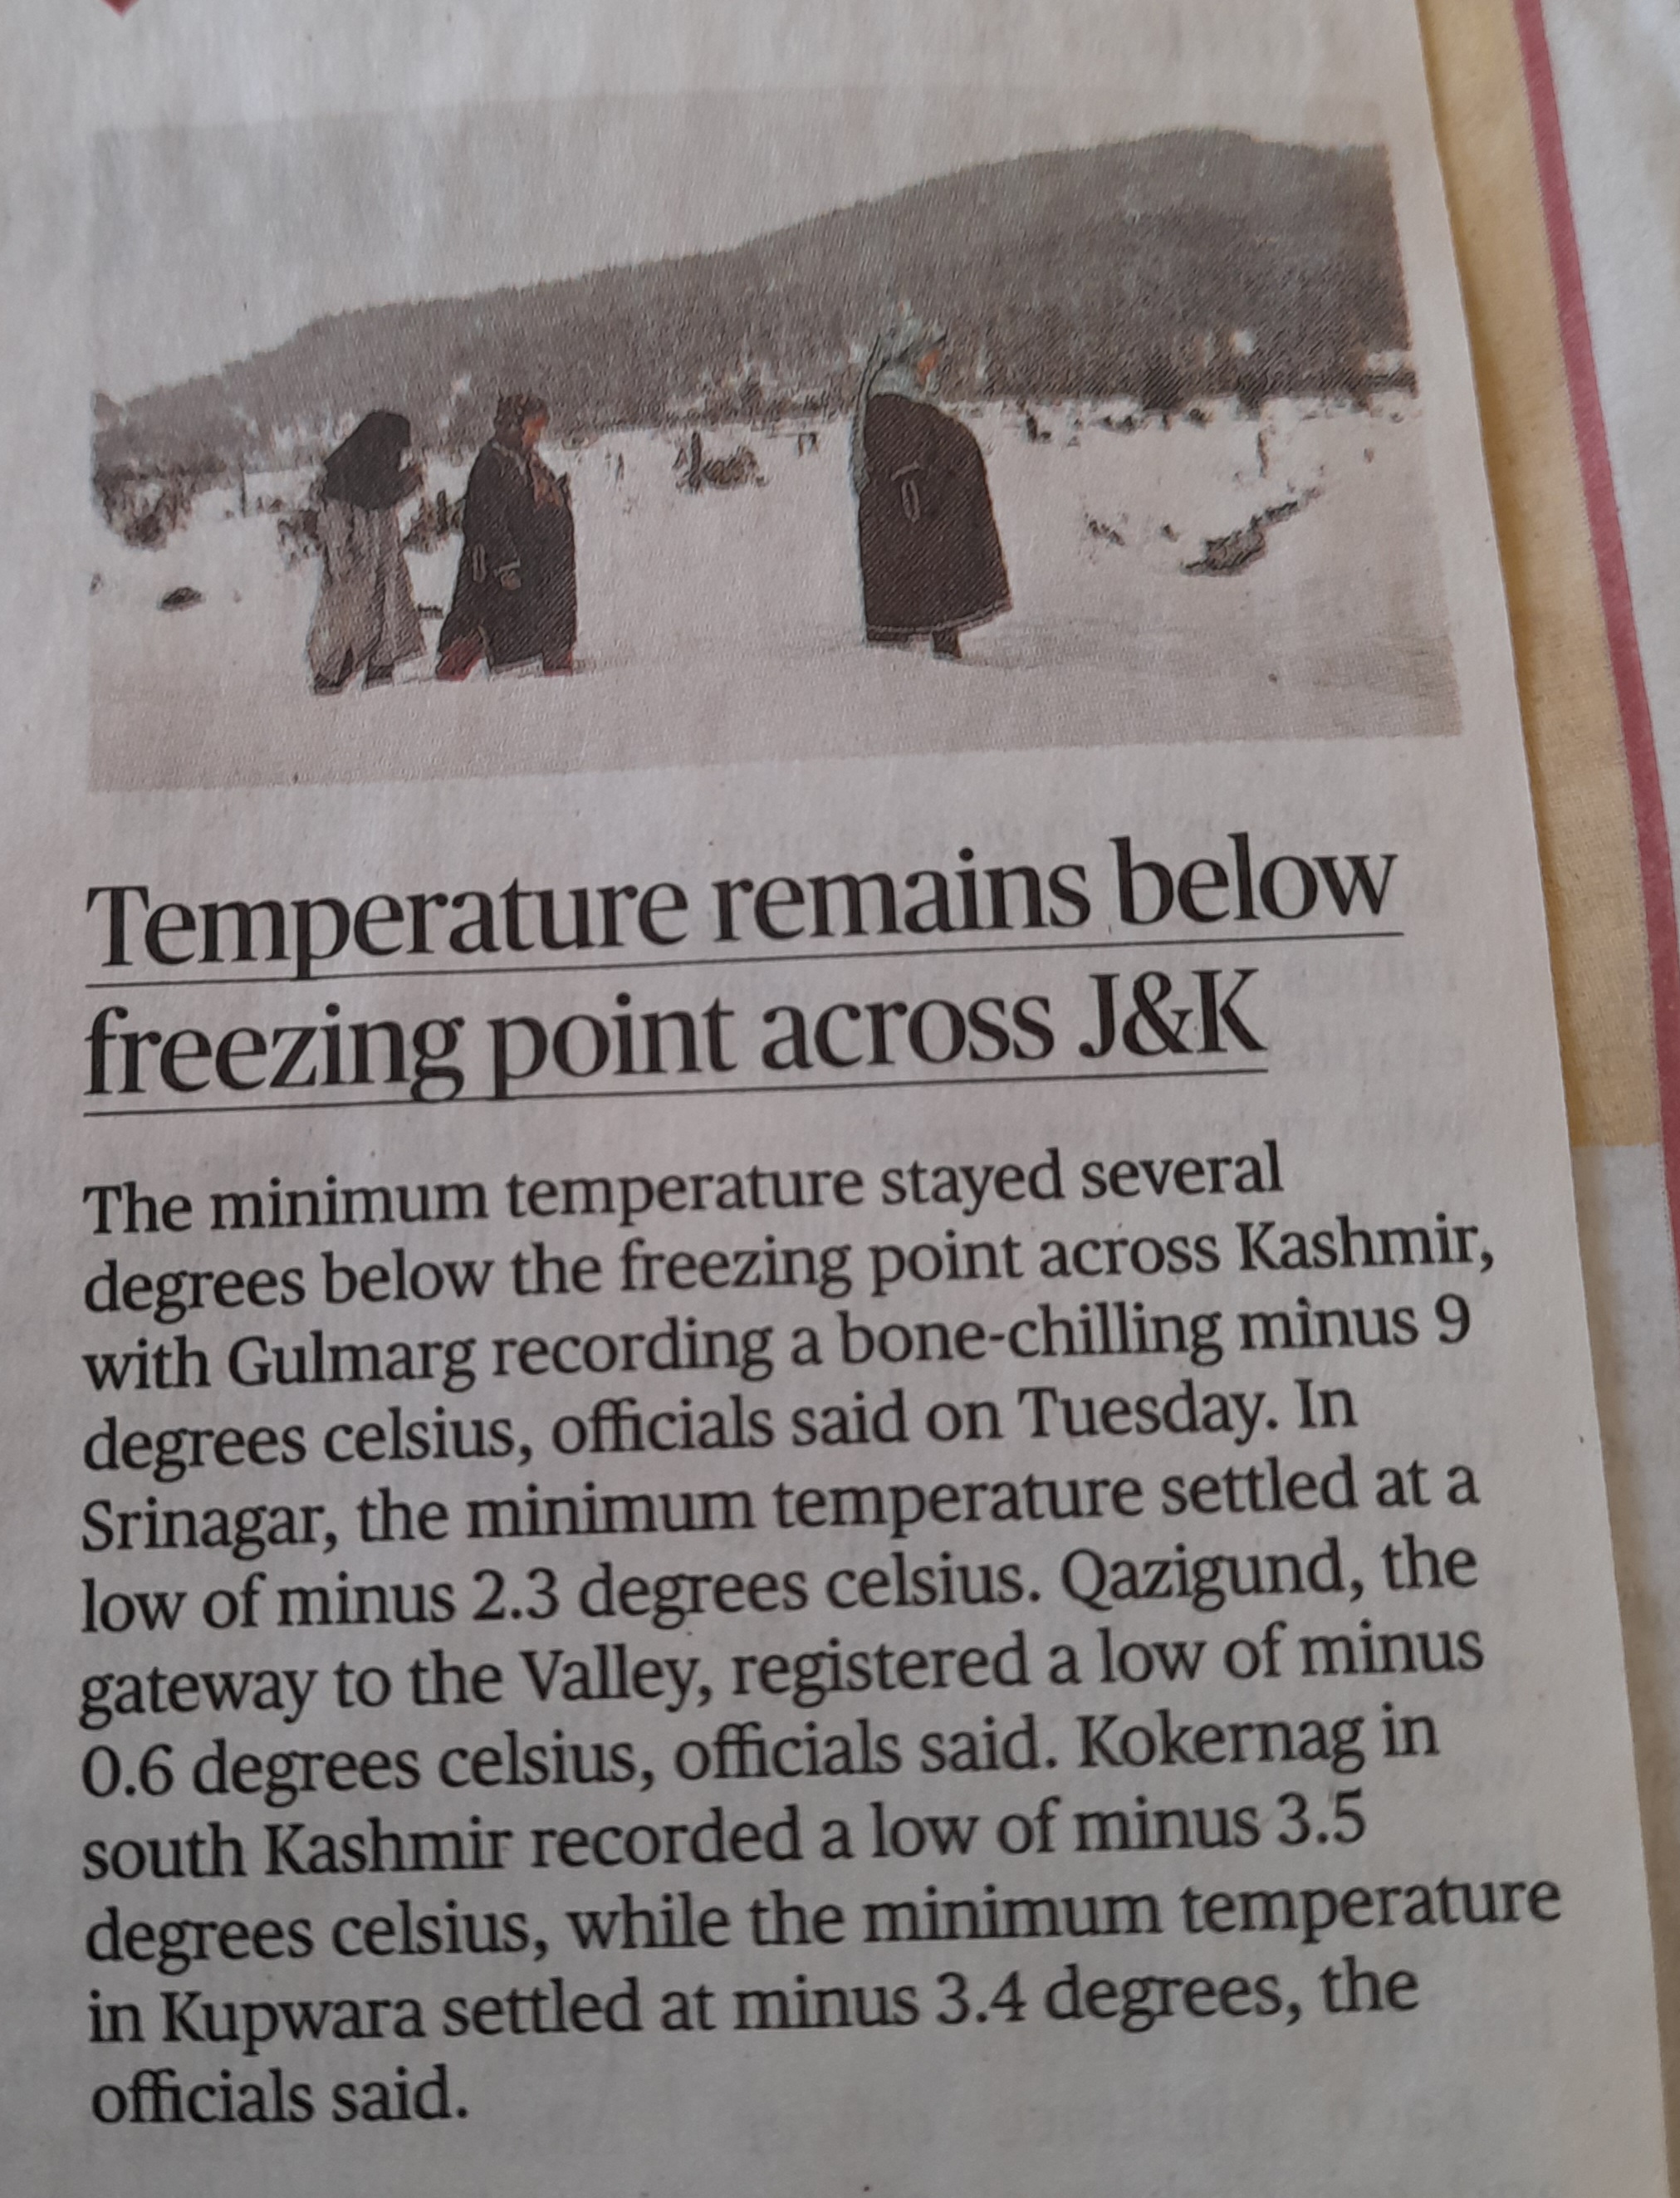 Temperature remains below
freezing point across J&K
The minimum temperature stayed several
degrees below the freezing point across Kashmir,
with Gulmarg recording a bone-chilling minus 9
degrees celsius, officials said on Tuesday. In
Srinagar, the minimum temperature settled at a
low of minus 2.3 degrees celsius. Qazigund, the
gateway to the Valley, registered a low of minus
0.6 degrees celsius, officials said. Kokernag in
south Kashmir recorded a low of minus 3.5
degrees celsius, while the minimum temperature
in Kupwara settled at minus 3.4 degrees, the
officials said.